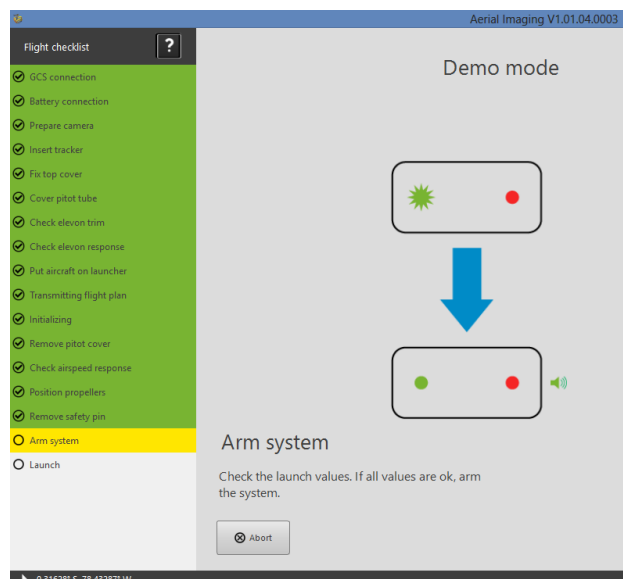 Aerial Imaging V1.01.04.0003
Flight checklist
?
GCS connection
Battery connection
Prepare camera
Insert tracker
Fix top cover
Cover pitot tube
Check elevon trim
Check elevon response
Put aircraft on launcher
Transmitting flight plan
Initializing
Remove pitot cover
Check airspeed response
Position propellers
Remove safety pin
Arm system
Launch
Demo mode
Arm system
Check the launch values. If all values are ok, arm
the system.
Abort